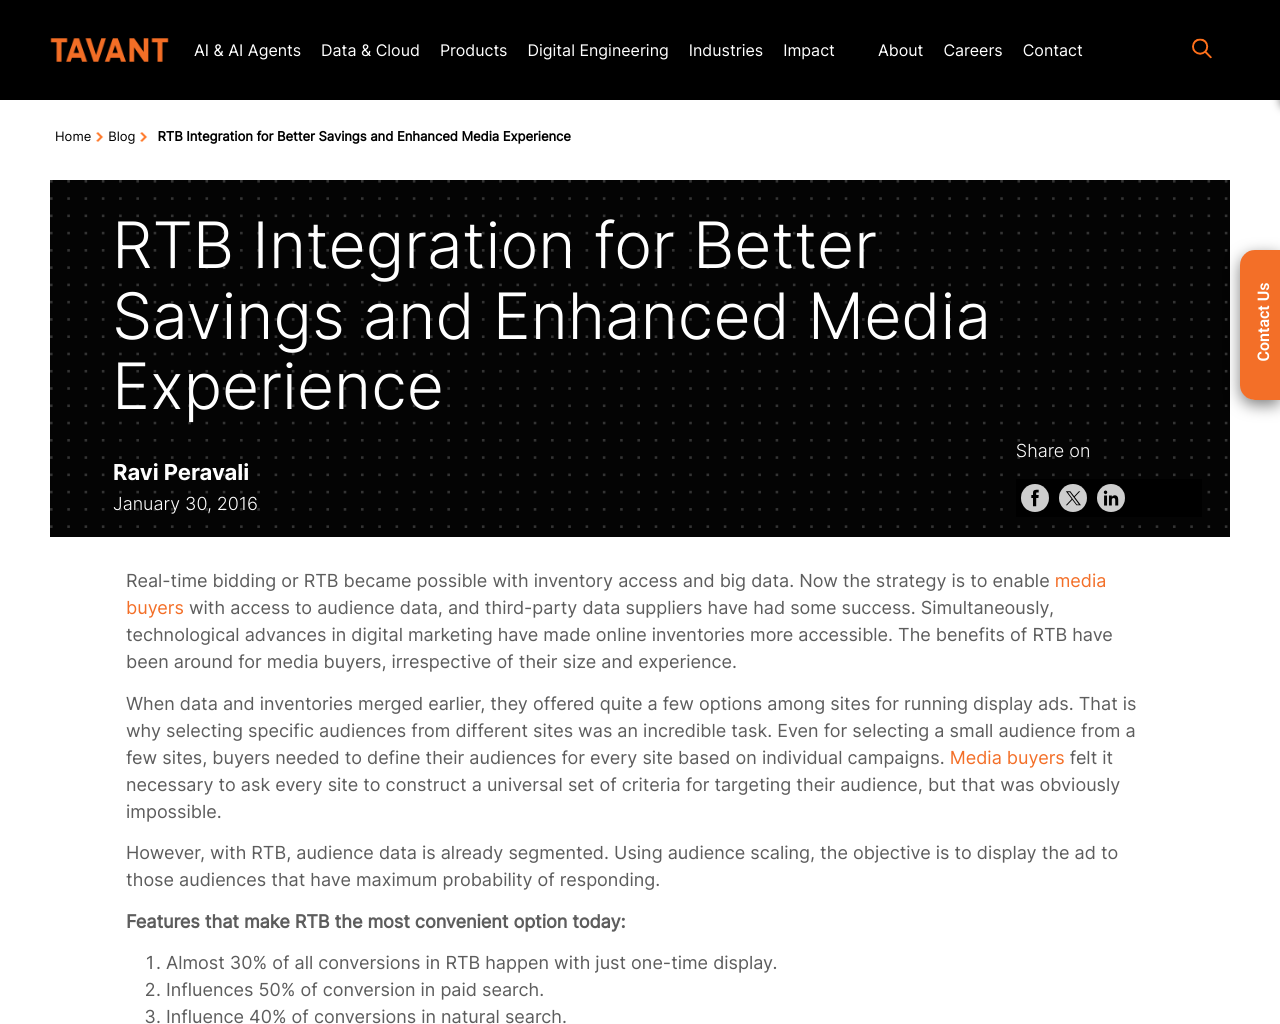 TAVANT
AI & AI Agents Data & Cloud Products Digital Engineering Industries Impact About Careers Contact
Home Blog RTB Integration for Better Savings and Enhanced Media Experience
RTB Integration for Better
Savings and Enhanced Media
Experience
Contact Us
Ravi Peravali
January 30, 2016
Share on
Real-time bidding or RTB became possible with inventory access and big data. Now the strategy is to enable media
buyers with access to audience data, and third-party data suppliers have had some success. Simultaneously,
technological advances in digital marketing have made online inventories more accessible. The benefits of RTB have
been around for media buyers, irrespective of their size and experience.
When data and inventories merged earlier, they offered quite a few options among sites for running display ads. That is
why selecting specific audiences from different sites was an incredible task. Even for selecting a small audience from a
few sites, buyers needed to define their audiences for every site based on individual campaigns. Media buyers felt it
necessary to ask every site to construct a universal set of criteria for targeting their audience, but that was obviously
impossible.
However, with RTB, audience data is already segmented. Using audience scaling, the objective is to display the ad to
those audiences that have maximum probability of responding.
Features that make RTB the most convenient option today:
1. Almost 30% of all conversions in RTB happen with just one-time display.
2. Influences 50% of conversion in paid search.
3. Influence 40% of conversions in natural search.